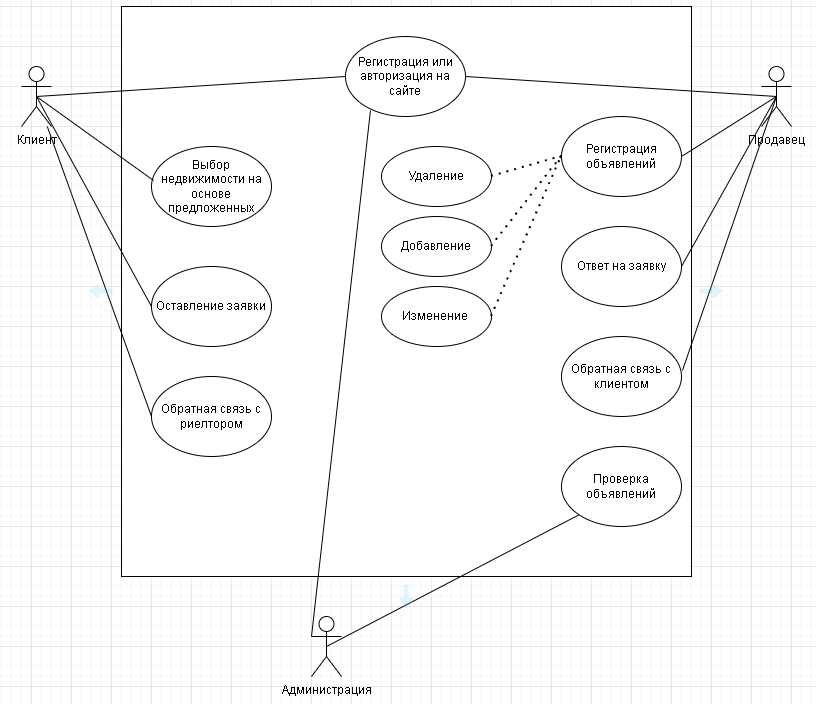 Регистрация или
авторизация на
сайте
Клиент
Продавец
Выбор
недвижимости на
основе
предложенных
Удаление
Регистрация
объявлений
Добавление
Ответ на заявку
Оставление заявки
Изменение
Обратная связь с
клиентом
Обратная связь с
риелтором
Проверка
объявлений
Администрация